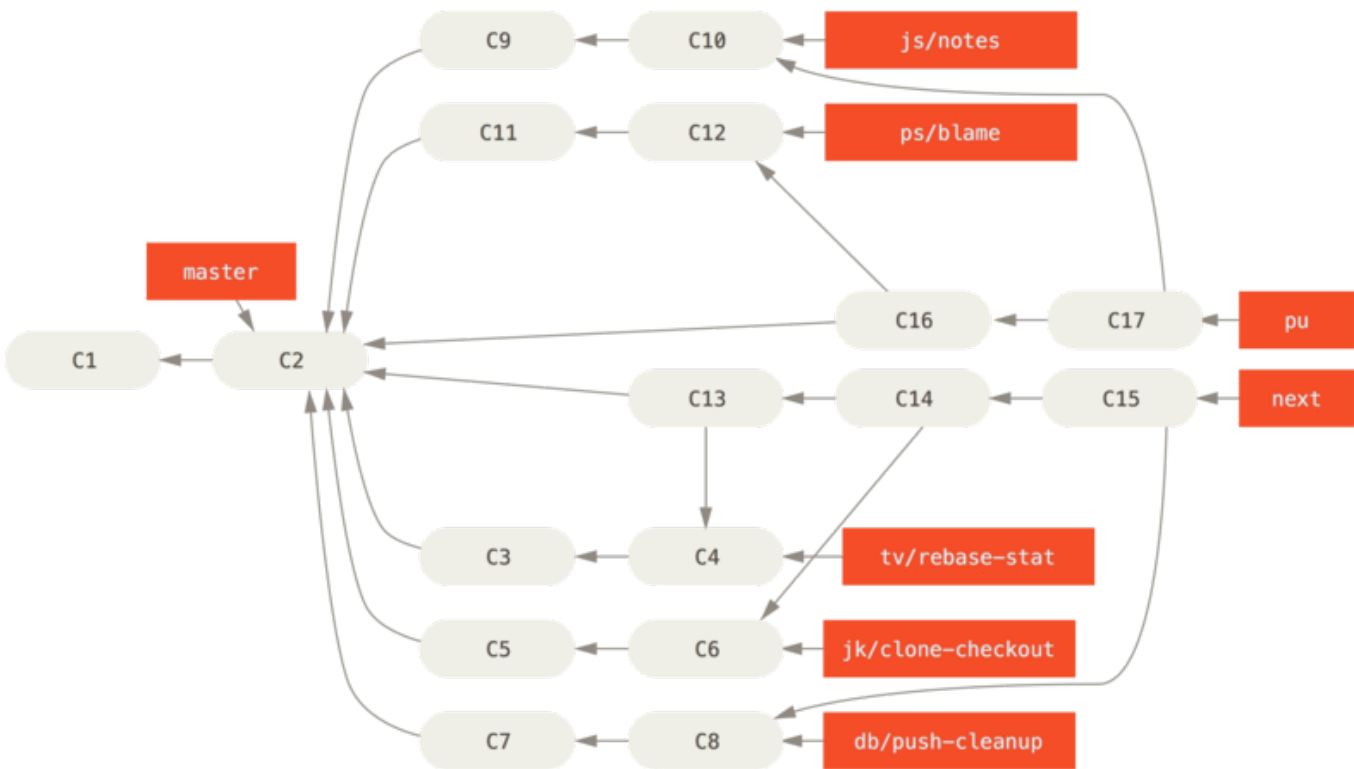 C9 C10 js/notes
C11 C12 ps/blame
master
C16 C17 pu
C1 C2
C13 C14 C15 next
C3 C4 tv/rebase-stat
C5 C6 jk/clone-checkout
C7 C8 db/push-cleanup